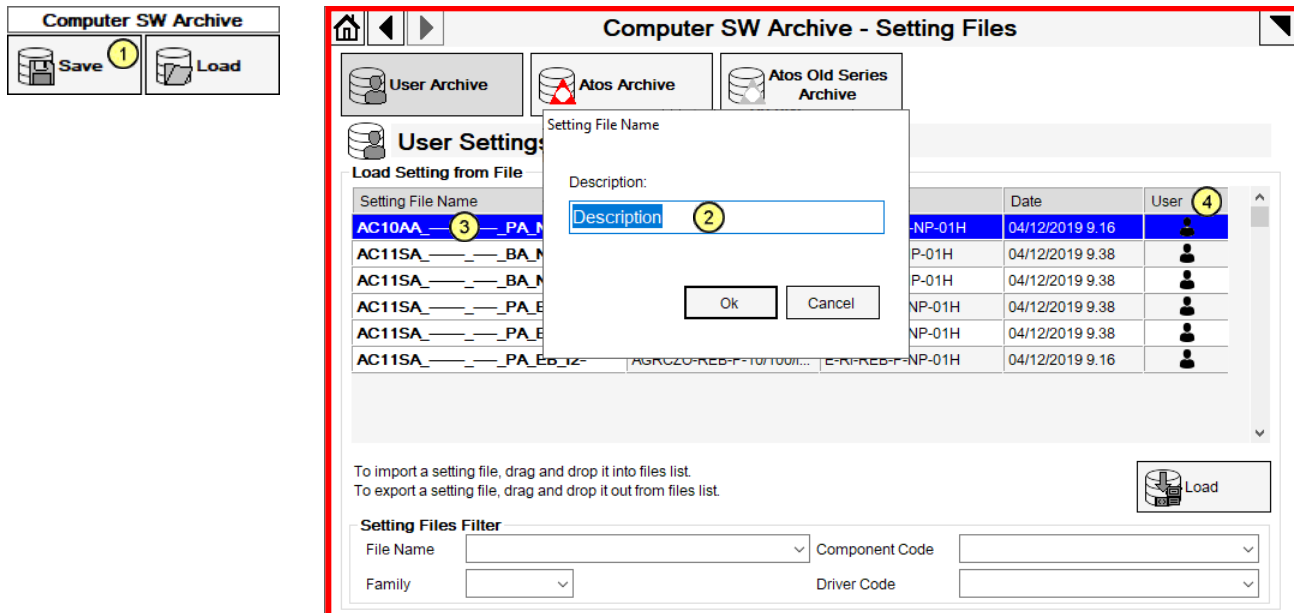 Computer SW Archive
Save
1
Load
Computer SW Archive - Setting Files
User Archive
Atos Archive
Atos Old Series
Archive
User Settings
Load Setting from File
Setting File Name
Description:
Description
2
Ok
Cancel
Setting File Name
Date
User
4
AC10AA_
3
_PA_N
-NP-01H
04/12/2019 9.16
AC11SA_——_—_BA_N
P-01H
04/12/2019 9.38
AC11SA_——_—_BA_N
P-01H
04/12/2019 9.38
AC11SA_——_—_PA_E
NP-01H
04/12/2019 9.38
AC11SA_——_—_PA_E
NP-01H
04/12/2019 9.38
AC11SA_——_—_PA_EB_I2-
AGRCZO-REB-P-10/100/I...
E-RI-REB-P-NP-01H
04/12/2019 9.16
To import a setting file, drag and drop it into files list.
To export a setting file, drag and drop it out from files list.
Load
Setting Files Filter
File Name
Component Code
Family
Driver Code